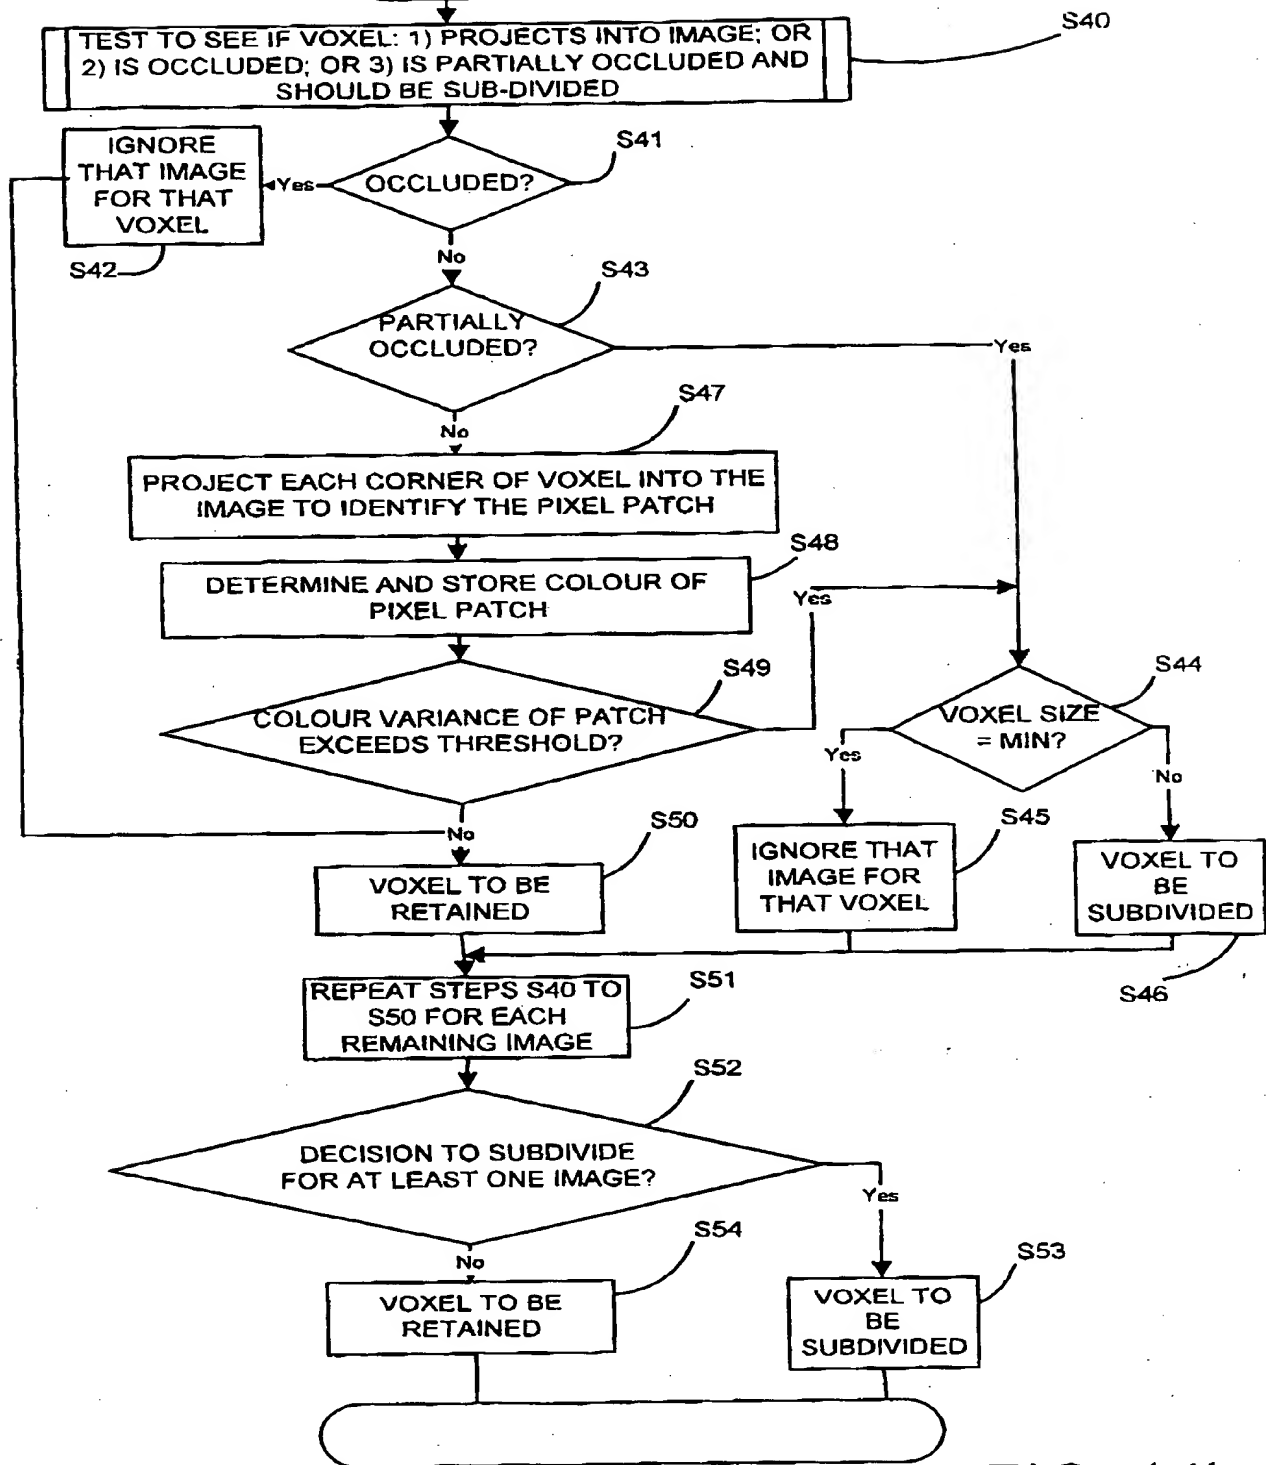 S40
TEST TO SEE IF VOXEL: 1) PROJECTS INTO IMAGE; OR
2) IS OCCLUDED; OR 3) IS PARTIALLY OCCLUDED AND
SHOULD BE SUB-DIVIDED
S41
OCCLUDED?
Yes
IGNORE
THAT IMAGE
FOR THAT
VOXEL
S42
No
S43
PARTIALLY
OCCLUDED?
Yes
No
S47
PROJECT EACH CORNER OF VOXEL INTO THE
IMAGE TO IDENTIFY THE PIXEL PATCH
S48
DETERMINE AND STORE COLOUR OF
PIXEL PATCH
Yes
S49
COLOUR VARIANCE OF PATCH
EXCEEDS THRESHOLD?
S44
VOXEL SIZE
= MIN?
Yes
No
No
S50
VOXEL TO BE
RETAINED
S45
IGNORE THAT
IMAGE FOR
THAT VOXEL
VOXEL TO
BE
SUBDIVIDED
S46
S51
REPEAT STEPS S40 TO
S50 FOR EACH
REMAINING IMAGE
S52
DECISION TO SUBDIVIDE
FOR AT LEAST ONE IMAGE?
Yes
No
S54
VOXEL TO BE
RETAINED
S53
VOXEL TO
BE
SUBDIVIDED